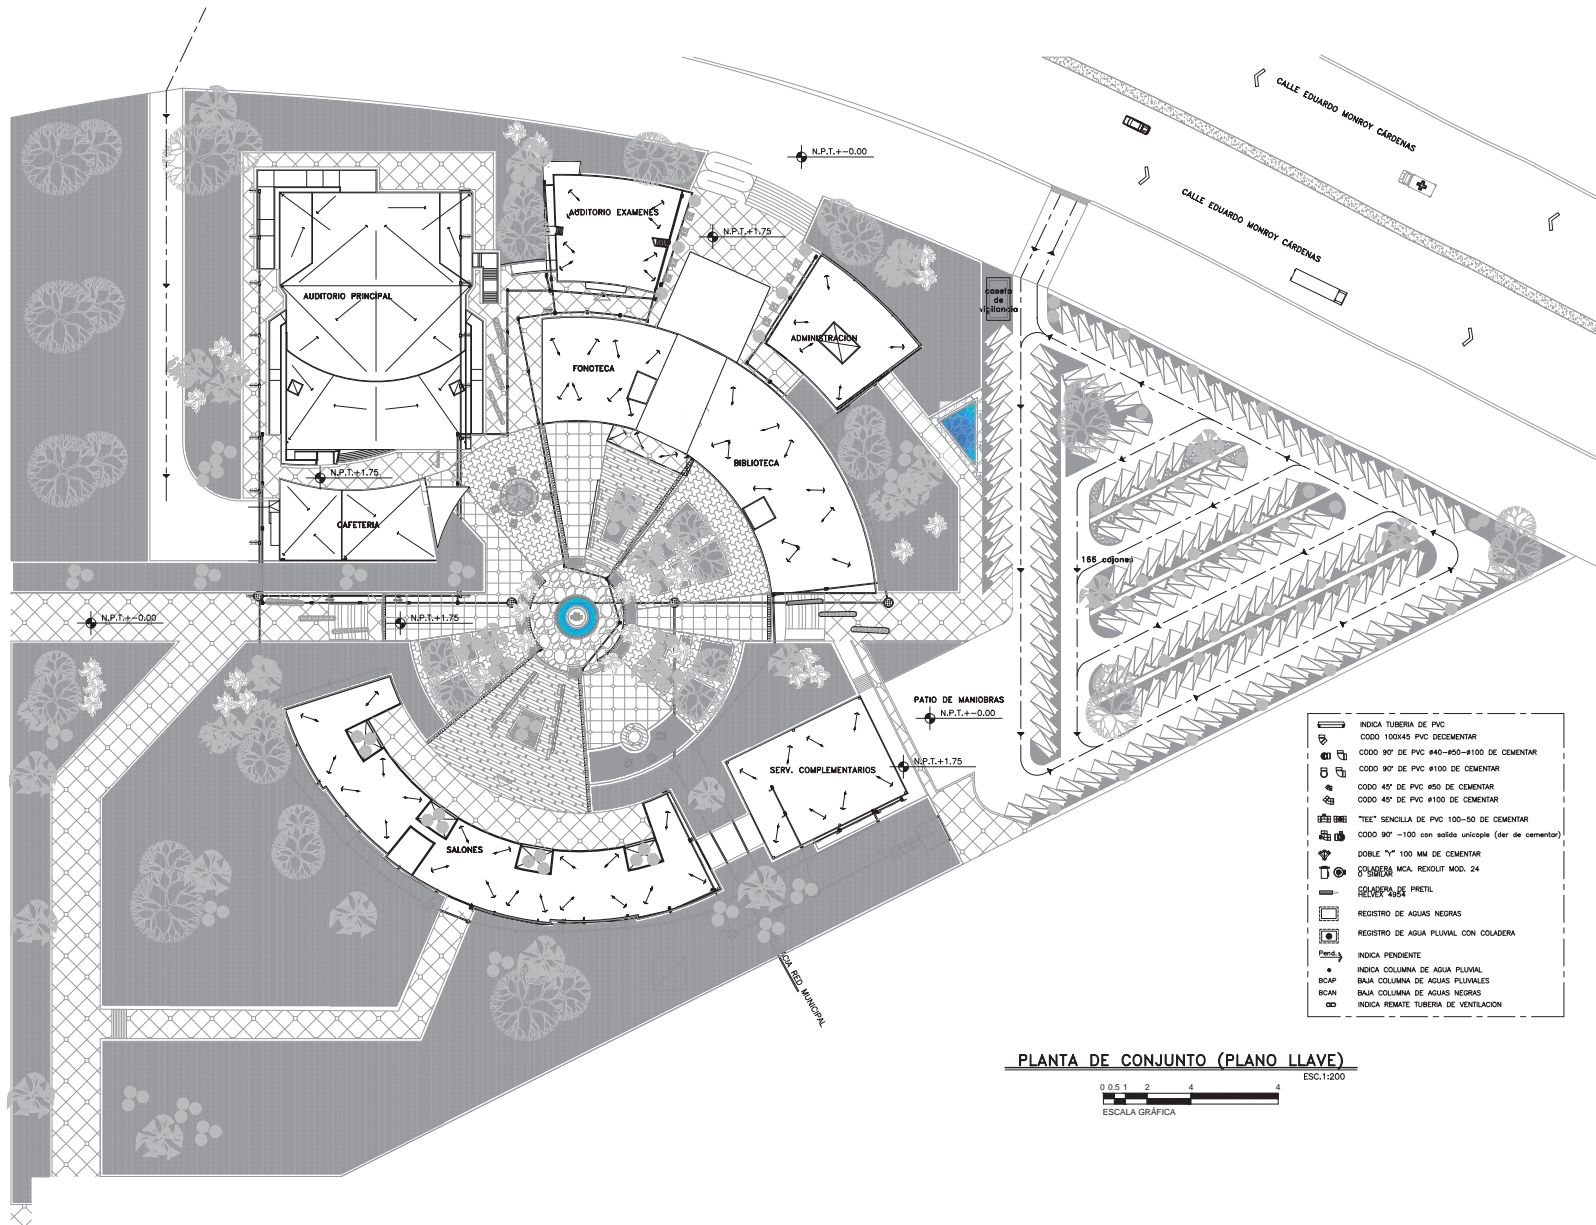 CALLE EDUARDO MONROY CÁRDENAS
N.P.T.+-0.00
CALLE EDUARDO MONROY CÁRDENAS
AUDITORIO EXAMENES
N.P.T.+1.75
AUDITORIO PRINCIPAL
caseta
de
vigilancia
ADMINISTRACION
FONOTECA
BIBLIOTECA
N.P.T.+1.75
CAFETERIA
156 cajones
N.P.T.+-0.00
N.P.T.+1.75
PATIO DE MANIOBRAS
N.P.T.+-0.00
N.P.T.+1.75
SERV. COMPLEMENTARIOS
SALONES
CIA RED MUNICIPAL
INDICA TUBERIA DE PVC
CODO 100X45 PVC DECEMENTAR
CODO 90° DE PVC ø40-ø50-ø100 DE CEMENTAR
CODO 90° DE PVC ø100 DE CEMENTAR
CODO 45° DE PVC ø50 DE CEMENTAR
CODO 45° DE PVC ø100 DE CEMENTAR
"TEE" SENCILLA DE PVC 100-50 DE CEMENTAR
CODO 90° -100 con salida unicople (der de cementar)
DOBLE "Y" 100 MM DE CEMENTAR
COLADERA MCA. REXOLIT MOD. 24
O SIMILAR
COLADERA DE PRETIL
HELVEX 4954
REGISTRO DE AGUAS NEGRAS
REGISTRO DE AGUA PLUVIAL CON COLADERA
Pend. INDICA PENDIENTE
INDICA COLUMNA DE AGUA PLUVIAL
BCAP BAJA COLUMNA DE AGUAS PLUVIALES
BCAN BAJA COLUMNA DE AGUAS NEGRAS
INDICA REMATE TUBERIA DE VENTILACION
PLANTA DE CONJUNTO (PLANO LLAVE)
ESC.1:200
0 0.5 1 2 4 4
ESCALA GRÁFICA